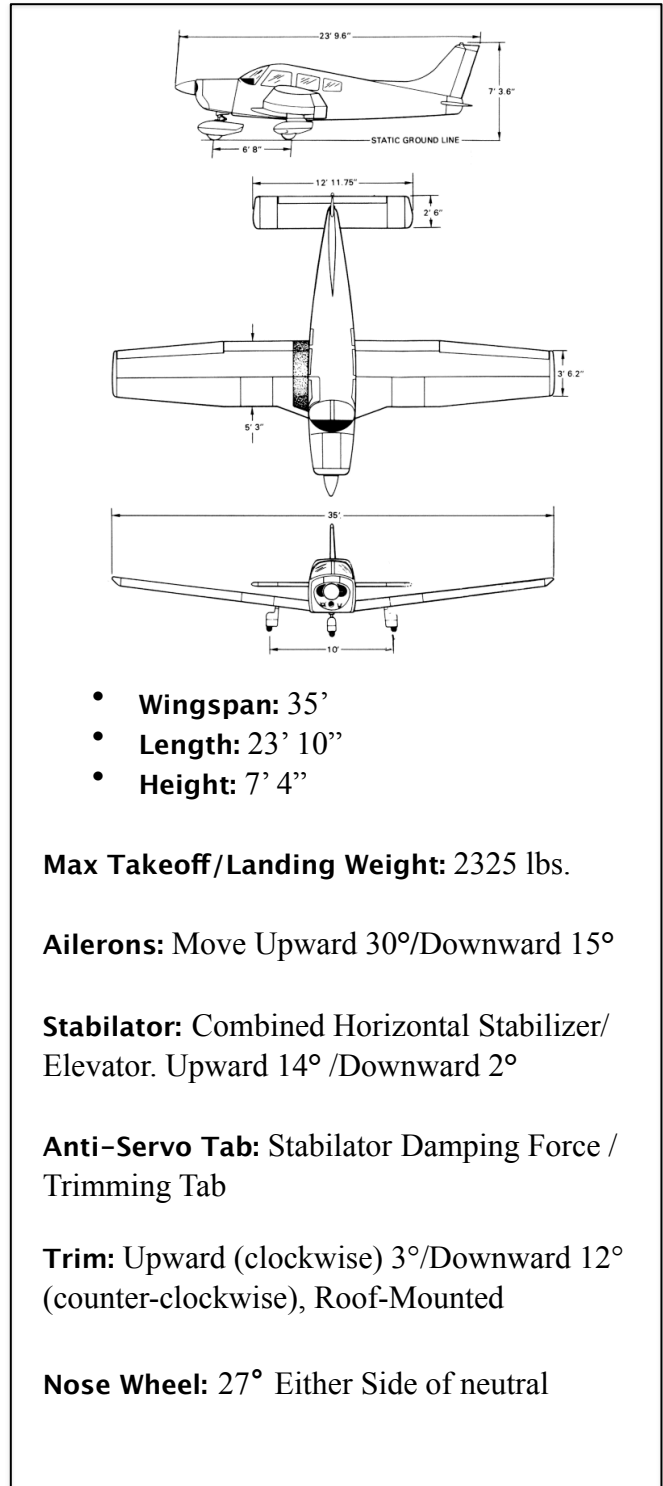 23' 9.6"
7' 3.6"
6' 8"
STATIC GROUND LINE
12' 11.75"
2' 6"
3' 6.2"
5' 3"
35'.
10'
• Wingspan: 35’
• Length: 23’ 10”
• Height: 7’ 4”
Max Takeoff/Landing Weight: 2325 lbs.
Ailerons: Move Upward 30°/Downward 15°
Stabilator: Combined Horizontal Stabilizer/
Elevator. Upward 14° /Downward 2°
Anti-Servo Tab: Stabilator Damping Force /
Trimming Tab
Trim: Upward (clockwise) 3°/Downward 12°
(counter-clockwise), Roof-Mounted
Nose Wheel: 27° Either Side of neutral